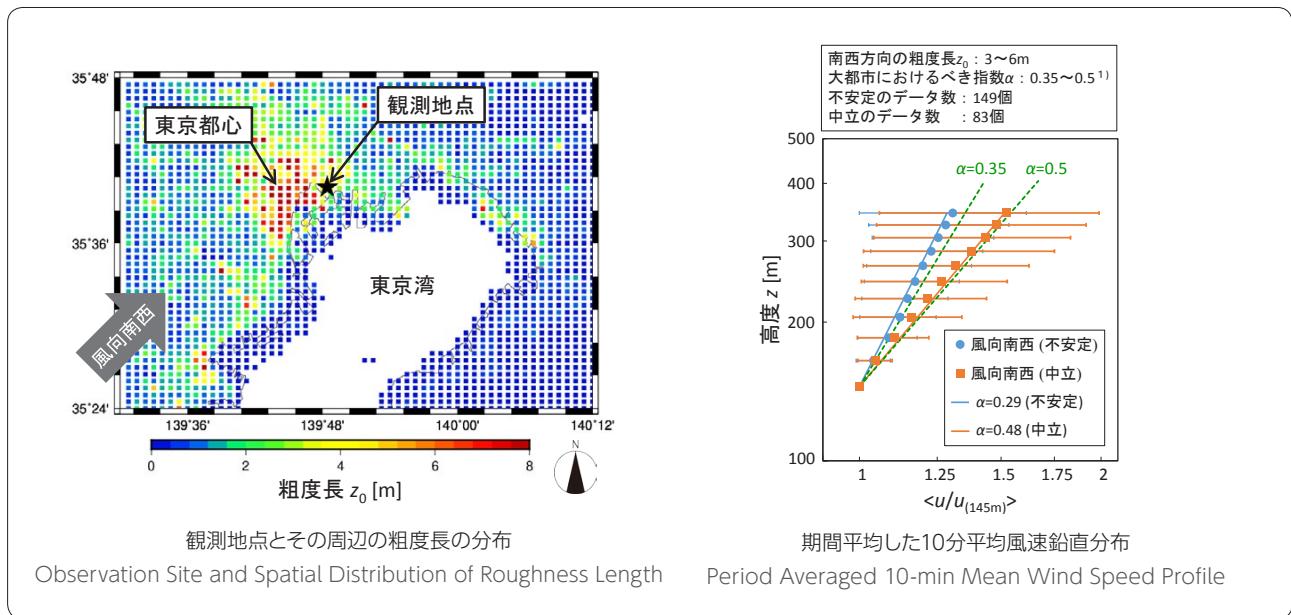 35°48'
35°36'
35°24'
139°36'
139°48'
140°00'
140°12'
東京都心
観測地点
東京湾
風向南西
0
2
4
6
8
N
粗度長 z₀ [m]
観測地点とその周辺の粗度長の分布
Observation Site and Spatial Distribution of Roughness Length
南西方向の粗度長z₀：3〜6m
大都市におけるべき指数α：0.35〜0.5¹⁾
不安定のデータ数：149個
中立のデータ数　：83個
500
400
300
200
100
高度 z [m]
α=0.35
α=0.5
風向南西 (不安定)
風向南西 (中立)
α=0.29 (不安定)
α=0.48 (中立)
1
1.25
1.5
1.75
2
<u/u(145m)>
期間平均した10分平均風速鉛直分布
Period Averaged 10-min Mean Wind Speed Profile